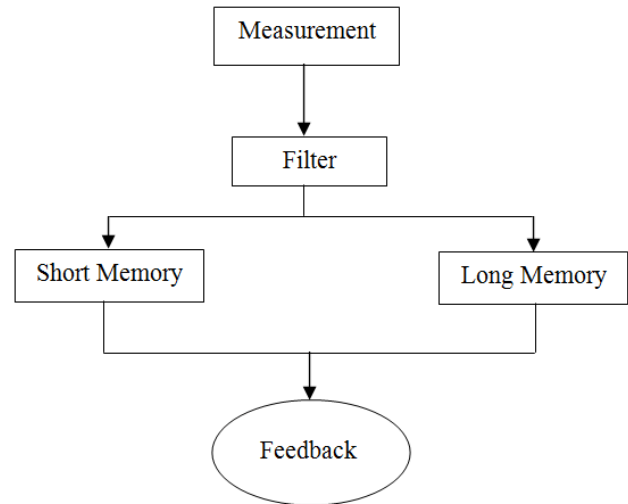 Measurement
Filter
Short Memory
Long Memory
Feedback